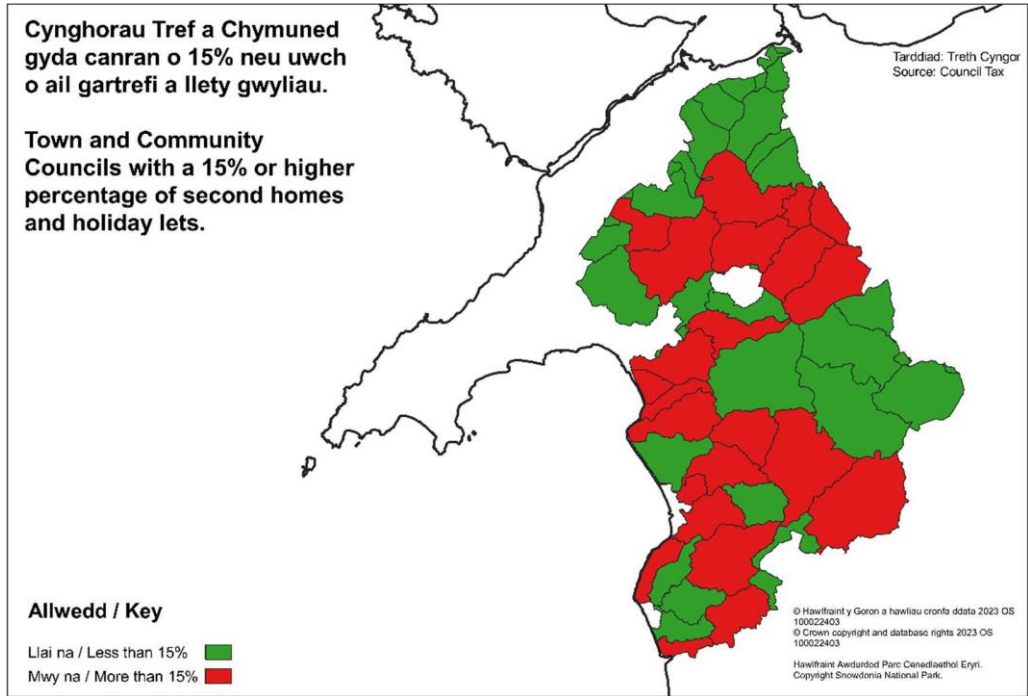 Cynghorau Tref a Chymuned
gyda canran o 15% neu uwch
o ail gartrefi a llety gwyliau.
Town and Community
Councils with a 15% or higher
percentage of second homes
and holiday lets.
Tarddiad: Treth Cyngor
Source: Council Tax
Allwedd / Key
Llai na / Less than 15%
Mwy na / More than 15%
© Hawlfraint y Goron a hawliau cronfa ddata 2023 OS
100022403
© Crown copyright and database rights 2023 OS
100022403
Hawlfraint Awdurdod Parc Cenedlaethol Eryri.
Copyright Snowdonia National Park.